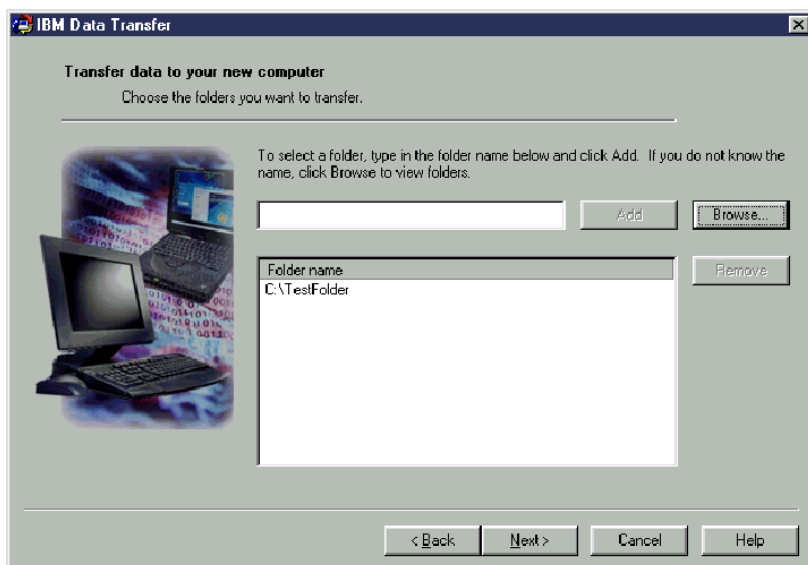 IBM Data Transfer
Transfer data to your new computer
Choose the folders you want to transfer.
To select a folder, type in the folder name below and click Add. If you do not know the
name, click Browse to view folders.
Add
Browse...
Folder name
Remove
C:\TestFolder
< Back
Next >
Cancel
Help